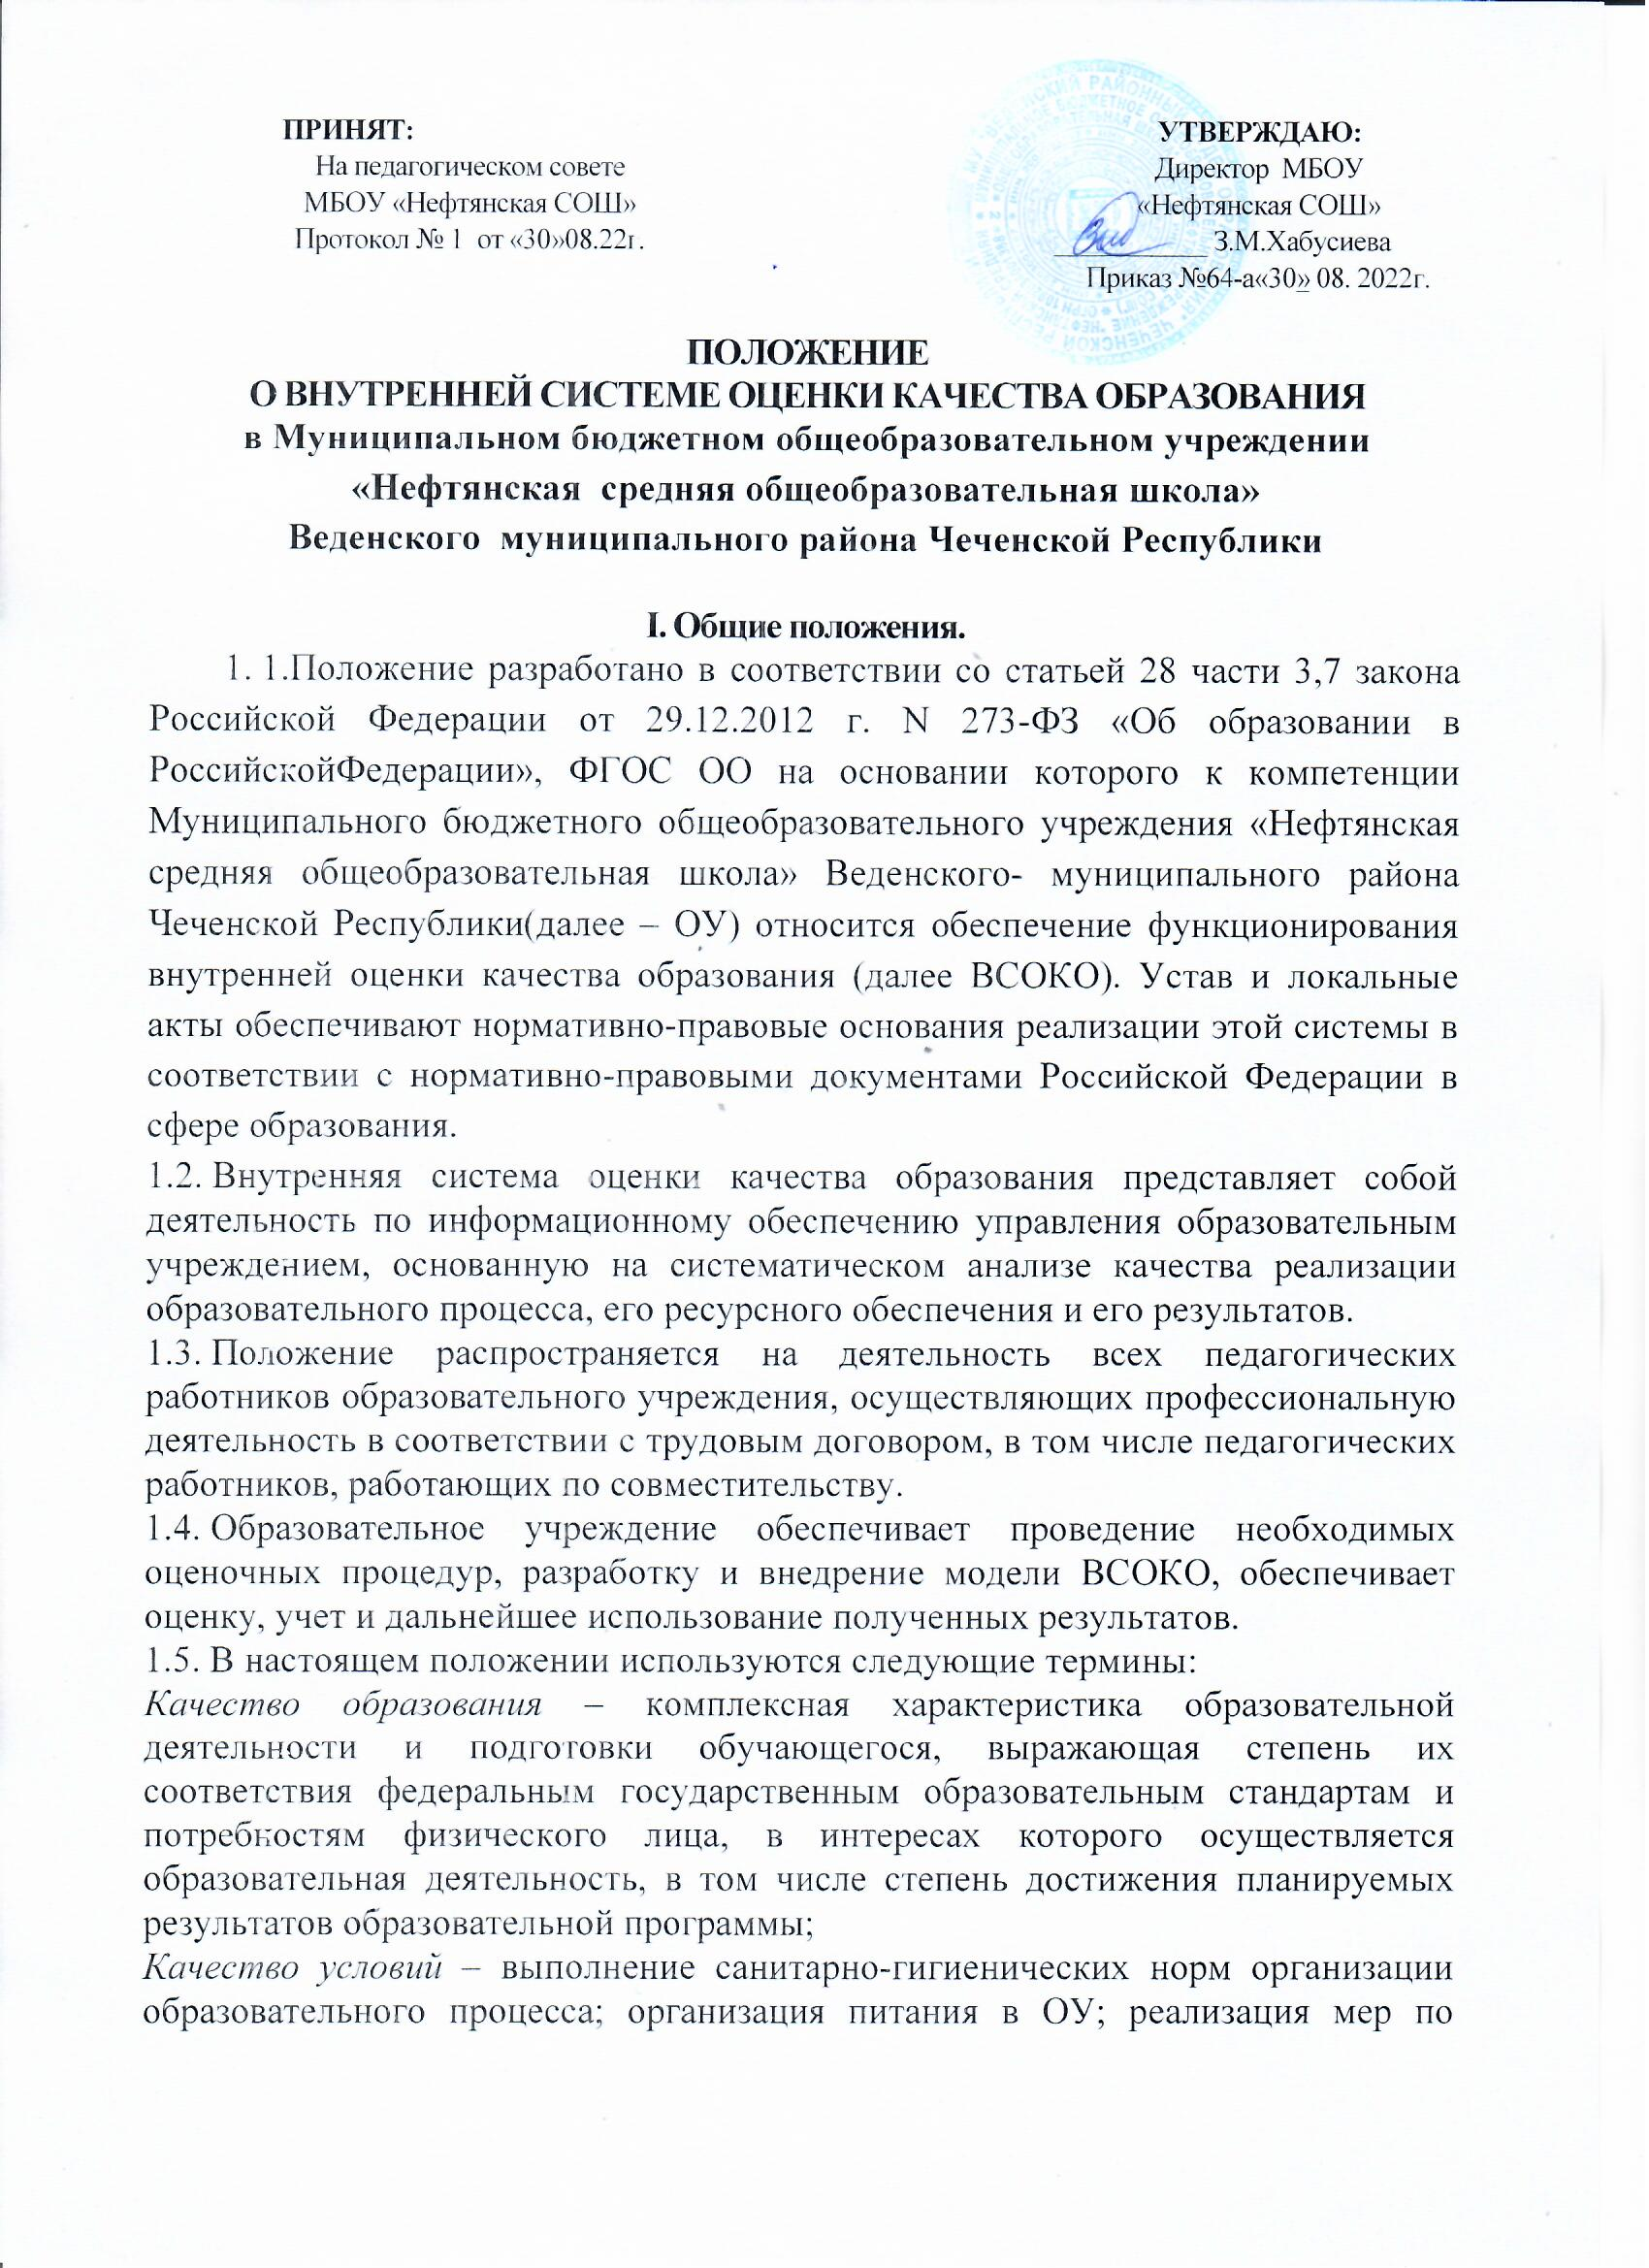 ПРИНЯТ:
На педагогическом совете
МБОУ «Нефтянская СОШ»
Протокол № 1 от «30»08.22г.
УТВЕРЖДАЮ:
Директор МБОУ
«Нефтянская СОШ»
____________ З.М.Хабусиева
Приказ №64-а«30» 08. 2022г.
ПОЛОЖЕНИЕ
О ВНУТРЕННЕЙ СИСТЕМЕ ОЦЕНКИ КАЧЕСТВА ОБРАЗОВАНИЯ
в Муниципальном бюджетном общеобразовательном учреждении
«Нефтянская средняя общеобразовательная школа»
Веденского муниципального района Чеченской Республики
I. Общие положения.
1. 1.Положение разработано в соответствии со статьей 28 части 3,7 закона
Российской Федерации от 29.12.2012 г. N 273-ФЗ «Об образовании в
РоссийскойФедерации», ФГОС ОО на основании которого к компетенции
Муниципального бюджетного общеобразовательного учреждения «Нефтянская
средняя общеобразовательная школа» Веденского- муниципального района
Чеченской Республики(далее – ОУ) относится обеспечение функционирования
внутренней оценки качества образования (далее ВСОКО). Устав и локальные
акты обеспечивают нормативно-правовые основания реализации этой системы в
соответствии с нормативно-правовыми документами Российской Федерации в
сфере образования.
1.2. Внутренняя система оценки качества образования представляет собой
деятельность по информационному обеспечению управления образовательным
учреждением, основанную на систематическом анализе качества реализации
образовательного процесса, его ресурсного обеспечения и его результатов.
1.3. Положение распространяется на деятельность всех педагогических
работников образовательного учреждения, осуществляющих профессиональную
деятельность в соответствии с трудовым договором, в том числе педагогических
работников, работающих по совместительству.
1.4. Образовательное учреждение обеспечивает проведение необходимых
оценочных процедур, разработку и внедрение модели ВСОКО, обеспечивает
оценку, учет и дальнейшее использование полученных результатов.
1.5. В настоящем положении используются следующие термины:
Качество образования – комплексная характеристика образовательной
деятельности и подготовки обучающегося, выражающая степень их
соответствия федеральным государственным образовательным стандартам и
потребностям физического лица, в интересах которого осуществляется
образовательная деятельность, в том числе степень достижения планируемых
результатов образовательной программы;
Качество условий – выполнение санитарно-гигиенических норм организации
образовательного процесса; организация питания в ОУ; реализация мер по